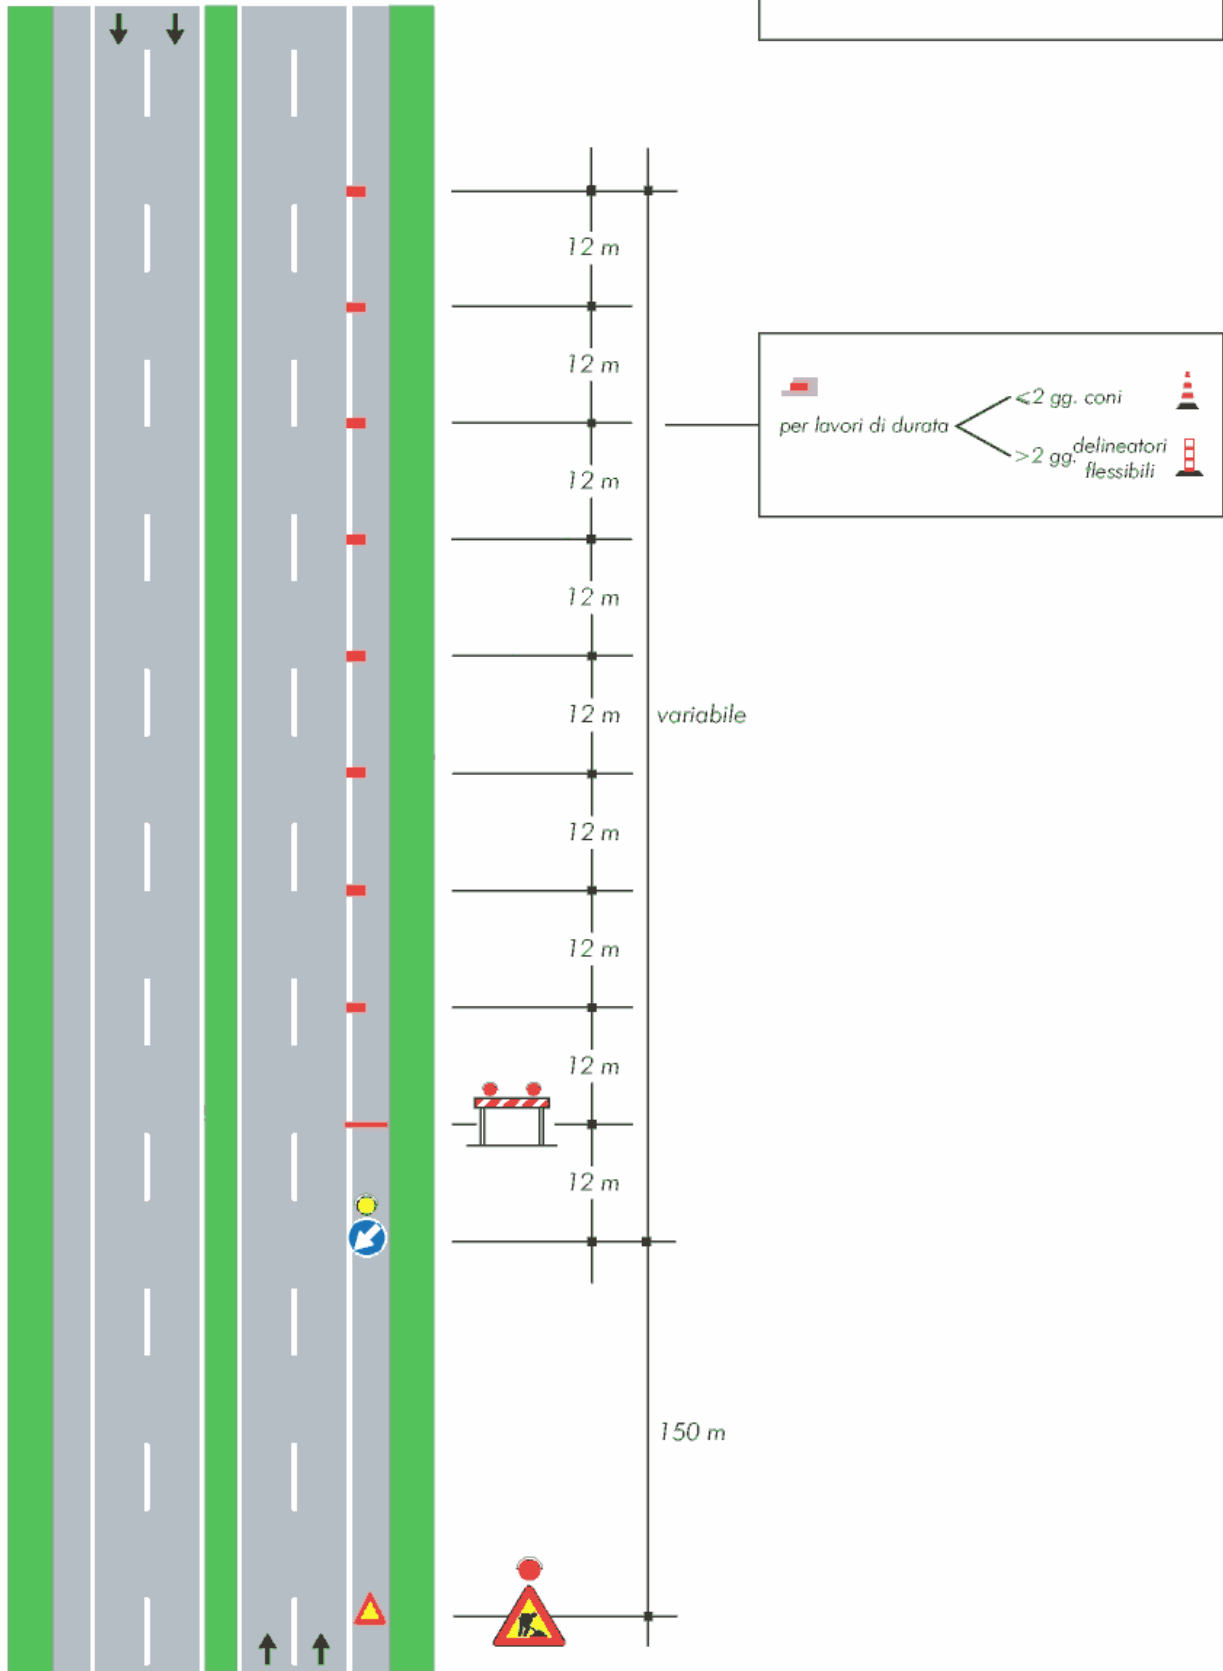 12 m
12 m
≤2 gg. coni
per lavori di durata
>2 gg. delineatori
flessibili
12 m
12 m
12 m
variabile
12 m
12 m
12 m
12 m
150 m